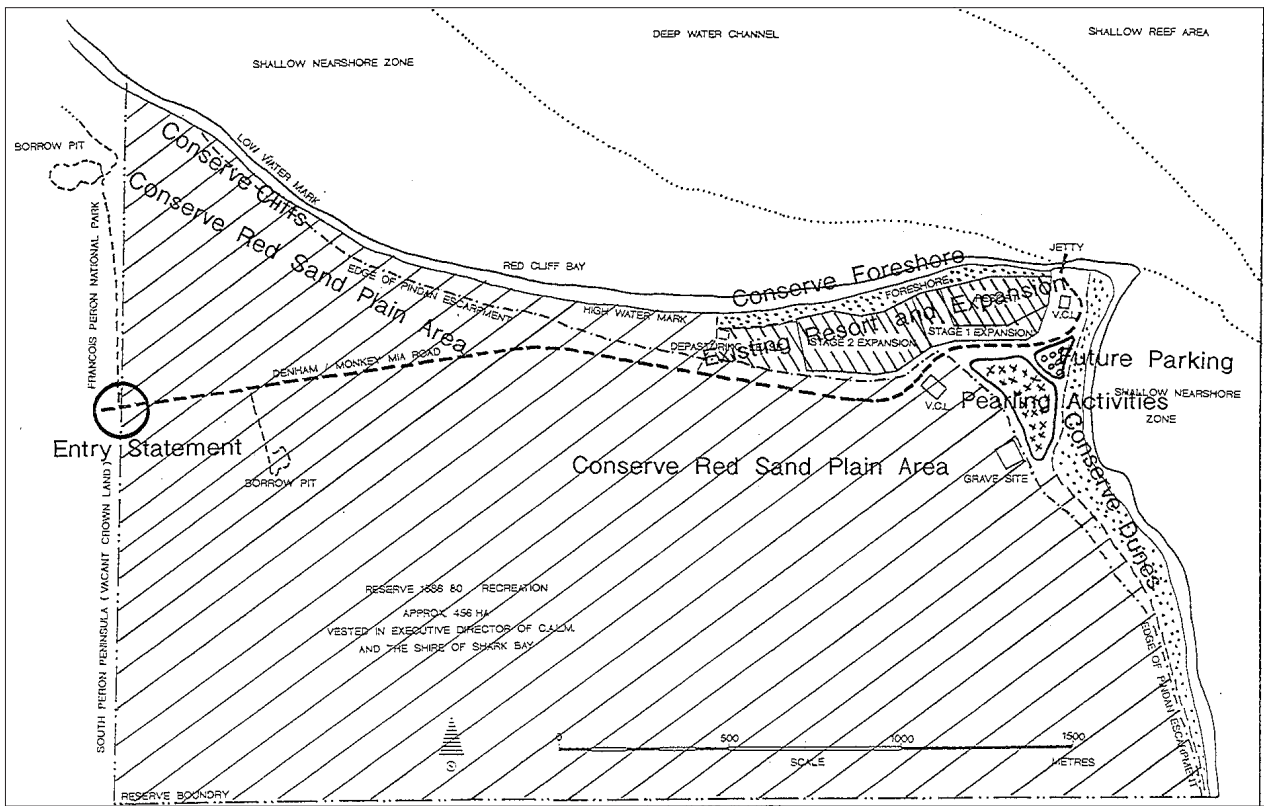 DEEP WATER CHANNEL
SHALLOW REEF AREA
SHALLOW NEARSHORE ZONE
BORROW PIT
LOW WATER MARK
Conserve Cliffs
Conserve Red Sand Plain Area
FRANCOIS PERON NATIONAL PARK
EDGE OF PINDAN ESCARPMENT
RED CLIFF BAY
HIGH WATER MARK
JETTY
Conserve Foreshore
FORESHORE
V.C.L.
Existing Resort and Expansion
STAGE 1 EXPANSION
STAGE 2 EXPANSION
DENHAM / MONKEY MIA ROAD
Future Parking
V.C.L.
Pearling Activities
SHALLOW NEARSHORE
ZONE
Entry Statement
BORROW PIT
Conserve Red Sand Plain Area
GRAVE SITE
Conserve Dunes
SOUTH PERON PENINSULA ( VACANT CROWN LAND )
RECREATION
APPROX. 456 HA
VESTED IN EXECUTIVE DIRECTOR OF C.A.L.M.
AND THE SHIRE OF SHARK BAY
EDGE OF PINDAN ESCARPMENT
0 500 1000 1500
SCALE METRES
RESERVE BOUNDRY